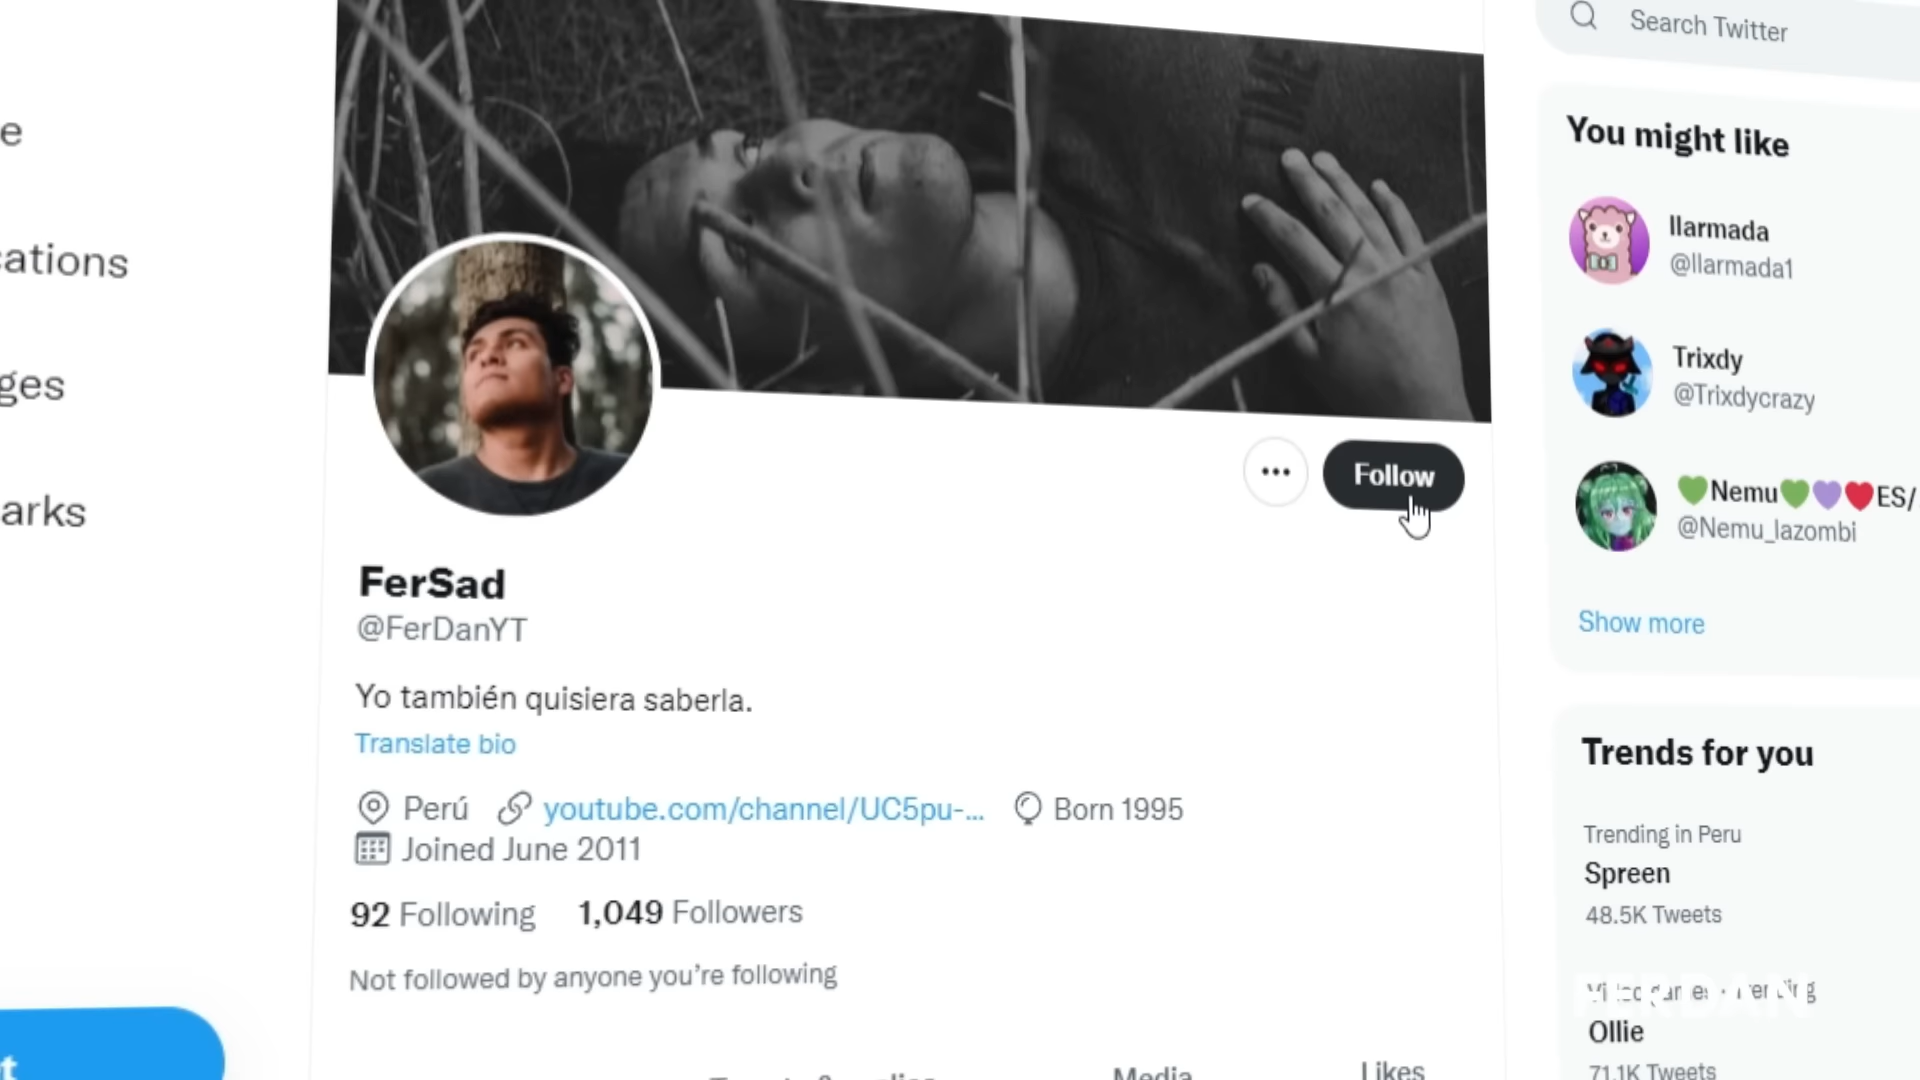 e
cations
ges
arks
t
FerSad
@FerDanYT
Yo también quisiera saberla.
Translate bio
Perú youtube.com/channel/UC5pu-... Born 1995
Joined June 2011
92 Following 1,049 Followers
Not followed by anyone you're following
Media
Likes
Follow
Search Twitter
You might like
llarmada
@llarmada1
Trixdy
@Trixdycrazy
💚Nemu💚💜❤️ES/
@Nemu_lazombi
Show more
Trends for you
Trending in Peru
Spreen
48.5K Tweets
Ollie
71.1K Tweets